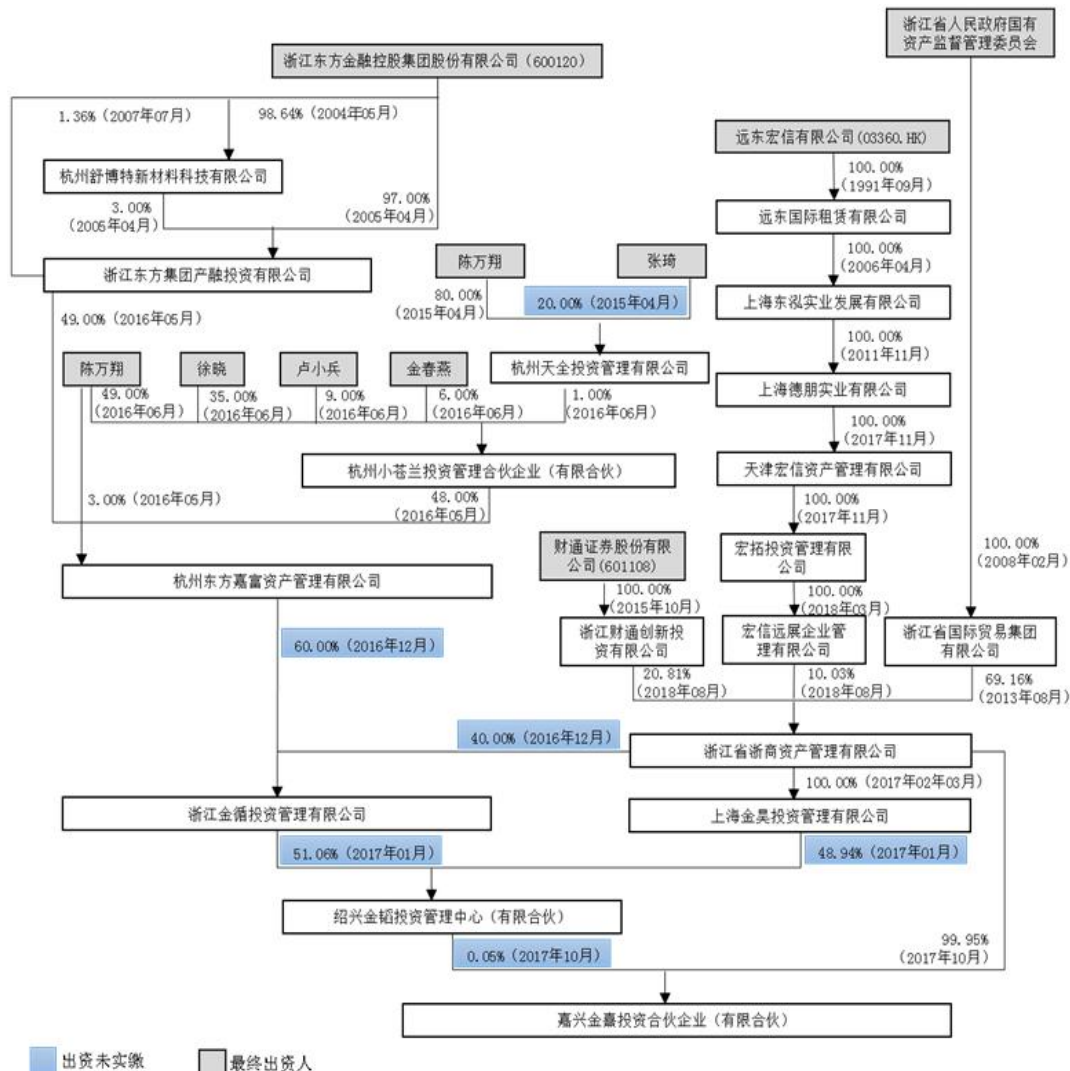 浙江省人民政府国有
资产监督管理委员会
浙江东方金融控股集团股份有限公司(600120)
1.36%(2007年07月)
98.64%(2004年05月)
远东宏信有限公司(03360.HK)
100.00%
(1991年09月)
杭州舒博特新材料科技有限公司
3.00%
(2005年04月)
97.00%
(2005年04月)
远东国际租赁有限公司
100.00%
(2006年04月)
浙江东方集团产融投资有限公司
陈万翔
张琦
80.00%
(2015年04月)
20.00%(2015年04月)
上海东泓实业发展有限公司
100.00%
(2011年11月)
49.00%(2016年05月)
陈万翔
徐晓
卢小兵
金春燕
杭州天全投资管理有限公司
49.00%
(2016年06月)
35.00%
(2016年06月)
9.00%
(2016年06月)
6.00%
(2016年06月)
1.00%
(2016年06月)
上海德朋实业有限公司
100.00%
(2017年11月)
杭州小苍兰投资管理合伙企业(有限合伙)
天津宏信资产管理有限公司
3.00%(2016年05月)
48.00%
(2016年05月)
100.00%
(2017年11月)
财通证券股份有限
公司(601108)
宏拓投资管理有限
公司
100.00%
(2008年02月)
杭州东方嘉富资产管理有限公司
100.00%
(2015年10月)
100.00%
(2018年03月)
60.00%(2016年12月)
浙江财通创新投
资有限公司
宏信远展企业管
理有限公司
浙江省国际贸易集团
有限公司
20.81%
(2018年08月)
10.03%
(2018年08月)
69.16%
(2013年08月)
40.00%(2016年12月)
浙江省浙商资产管理有限公司
100.00%(2017年02年03月)
浙江金循投资管理有限公司
上海金昊投资管理有限公司
51.06%(2017年01月)
48.94%(2017年01月)
绍兴金韬投资管理中心(有限合伙)
0.05%(2017年10月)
99.95%
(2017年10月)
嘉兴金熹投资合伙企业(有限合伙)
出资未实缴
最终出资人